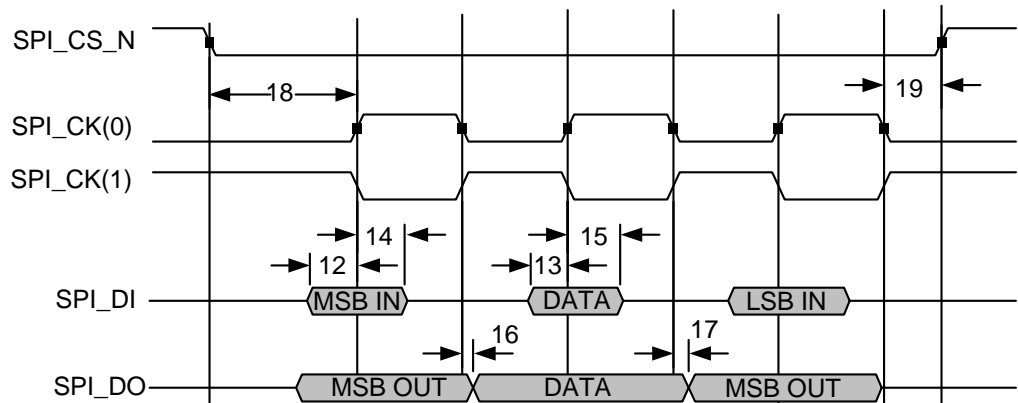 SPI_CS_N
18
19
SPI_CK(0)
SPI_CK(1)
14
15
12
13
SPI_DI
MSB IN
DATA
LSB IN
16
17
SPI_DO
MSB OUT
DATA
MSB OUT